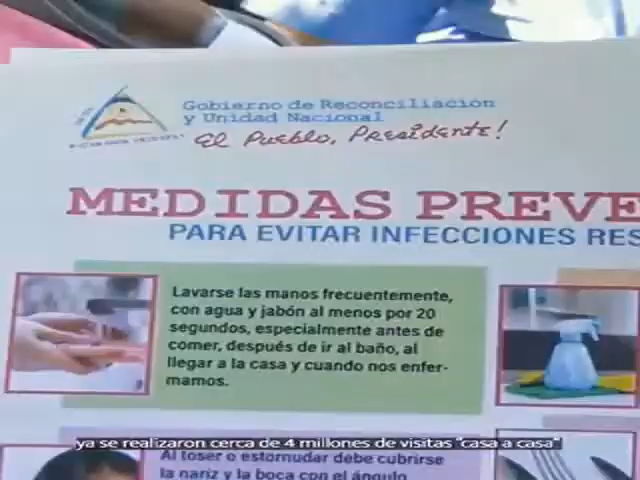 Gobierno de Reconciliación
y Unidad Nacional
El Pueblo, Presidente!
MEDIDAS PREVE
PARA EVITAR INFECCIONES RES
Lavarse las manos frecuentemente,
con agua y jabón al menos por 20
segundos, especialmente antes de
comer, después de ir al baño, al
llegar a la casa y cuando nos enfer-
mamos.
ya se realizaron cerca de 4 millones de visitas "casa a casa"
Al toser o estornudar debe cubrirse
la nariz y la boca con el ángulo